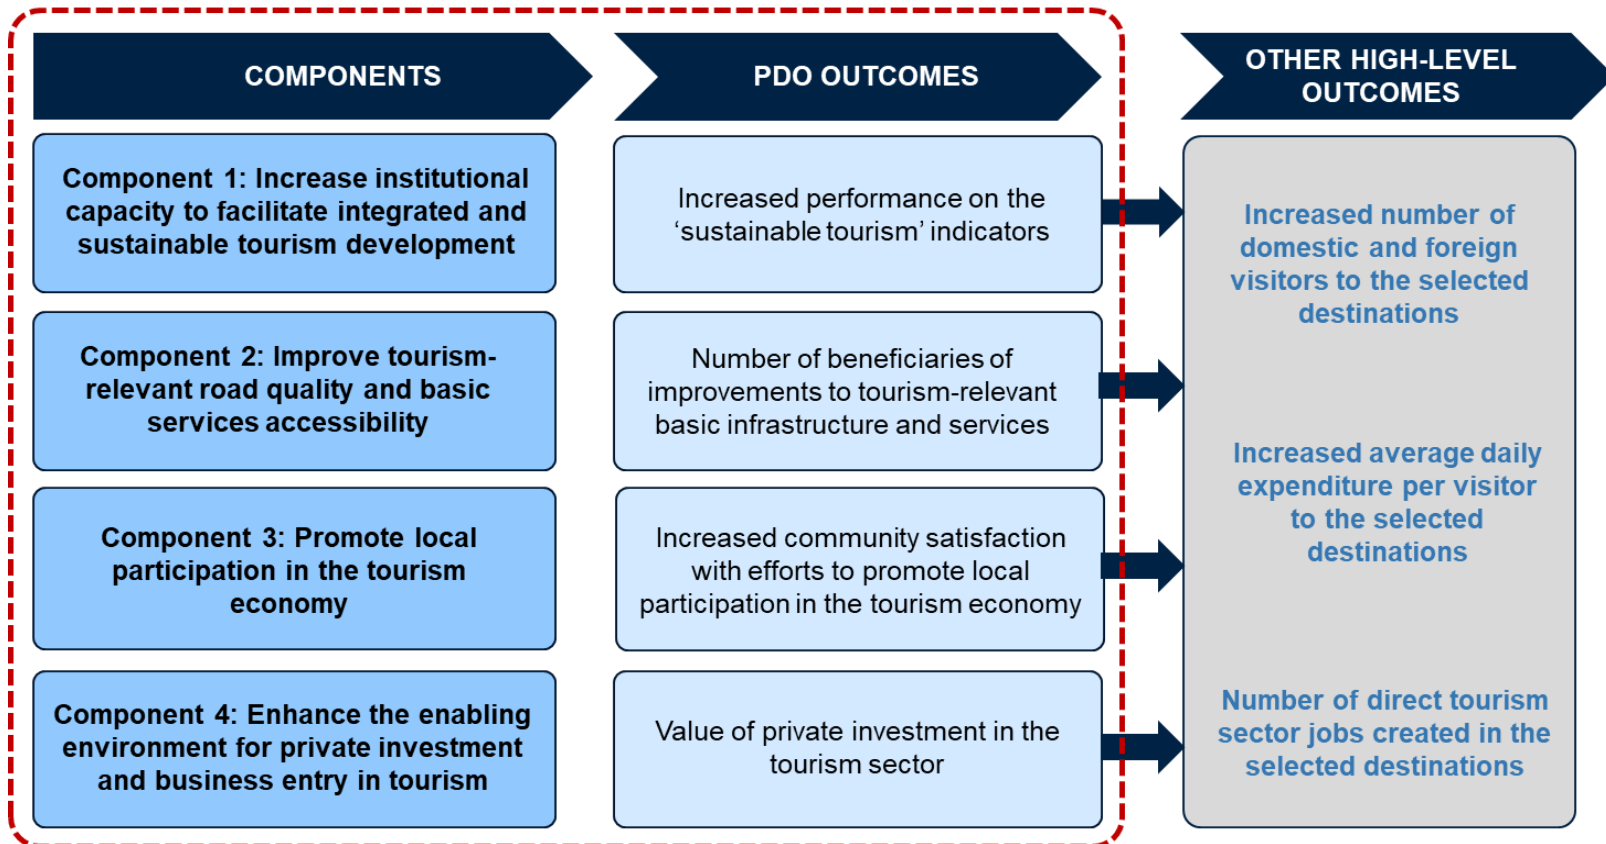 COMPONENTS
PDO OUTCOMES
OTHER HIGH-LEVEL
OUTCOMES
Component 1: Increase institutional
capacity to facilitate integrated and
sustainable tourism development
Increased performance on the
‘sustainable tourism’ indicators
Component 2: Improve tourism-
relevant road quality and basic
services accessibility
Number of beneficiaries of
improvements to tourism-relevant
basic infrastructure and services
Component 3: Promote local
participation in the tourism
economy
Increased community satisfaction
with efforts to promote local
participation in the tourism economy
Component 4: Enhance the enabling
environment for private investment
and business entry in tourism
Value of private investment in the
tourism sector
Increased number of
domestic and foreign
visitors to the selected
destinations
Increased average daily
expenditure per visitor
to the selected
destinations
Number of direct tourism
sector jobs created in the
selected destinations